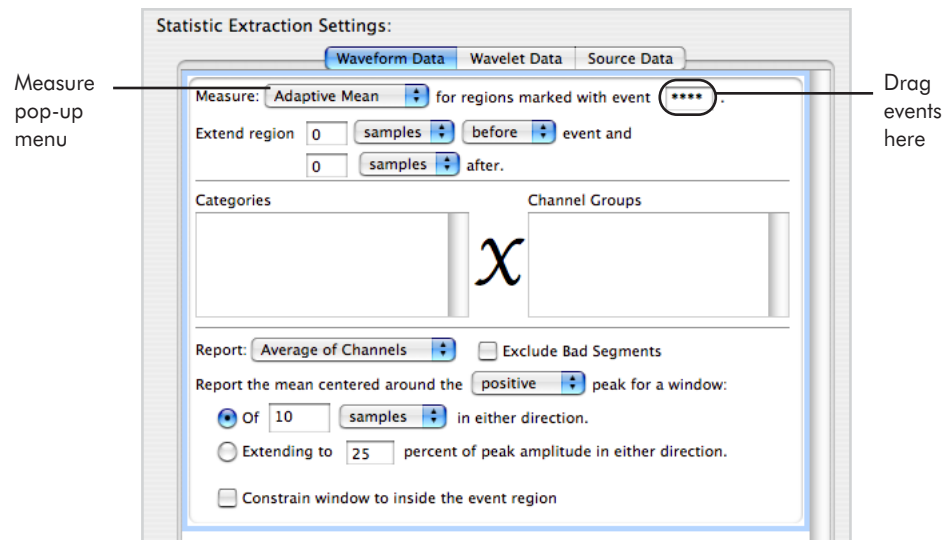 Statistic Extraction Settings:
Waveform Data Wavelet Data Source Data
Measure pop-up menu
Measure: Adaptive Mean for regions marked with event **** .
Drag events here
Extend region 0 samples before event and
0 samples after.
Categories Channel Groups
X
Report: Average of Channels Exclude Bad Segments
Report the mean centered around the positive peak for a window:
Of 10 samples in either direction.
Extending to 25 percent of peak amplitude in either direction.
Constrain window to inside the event region